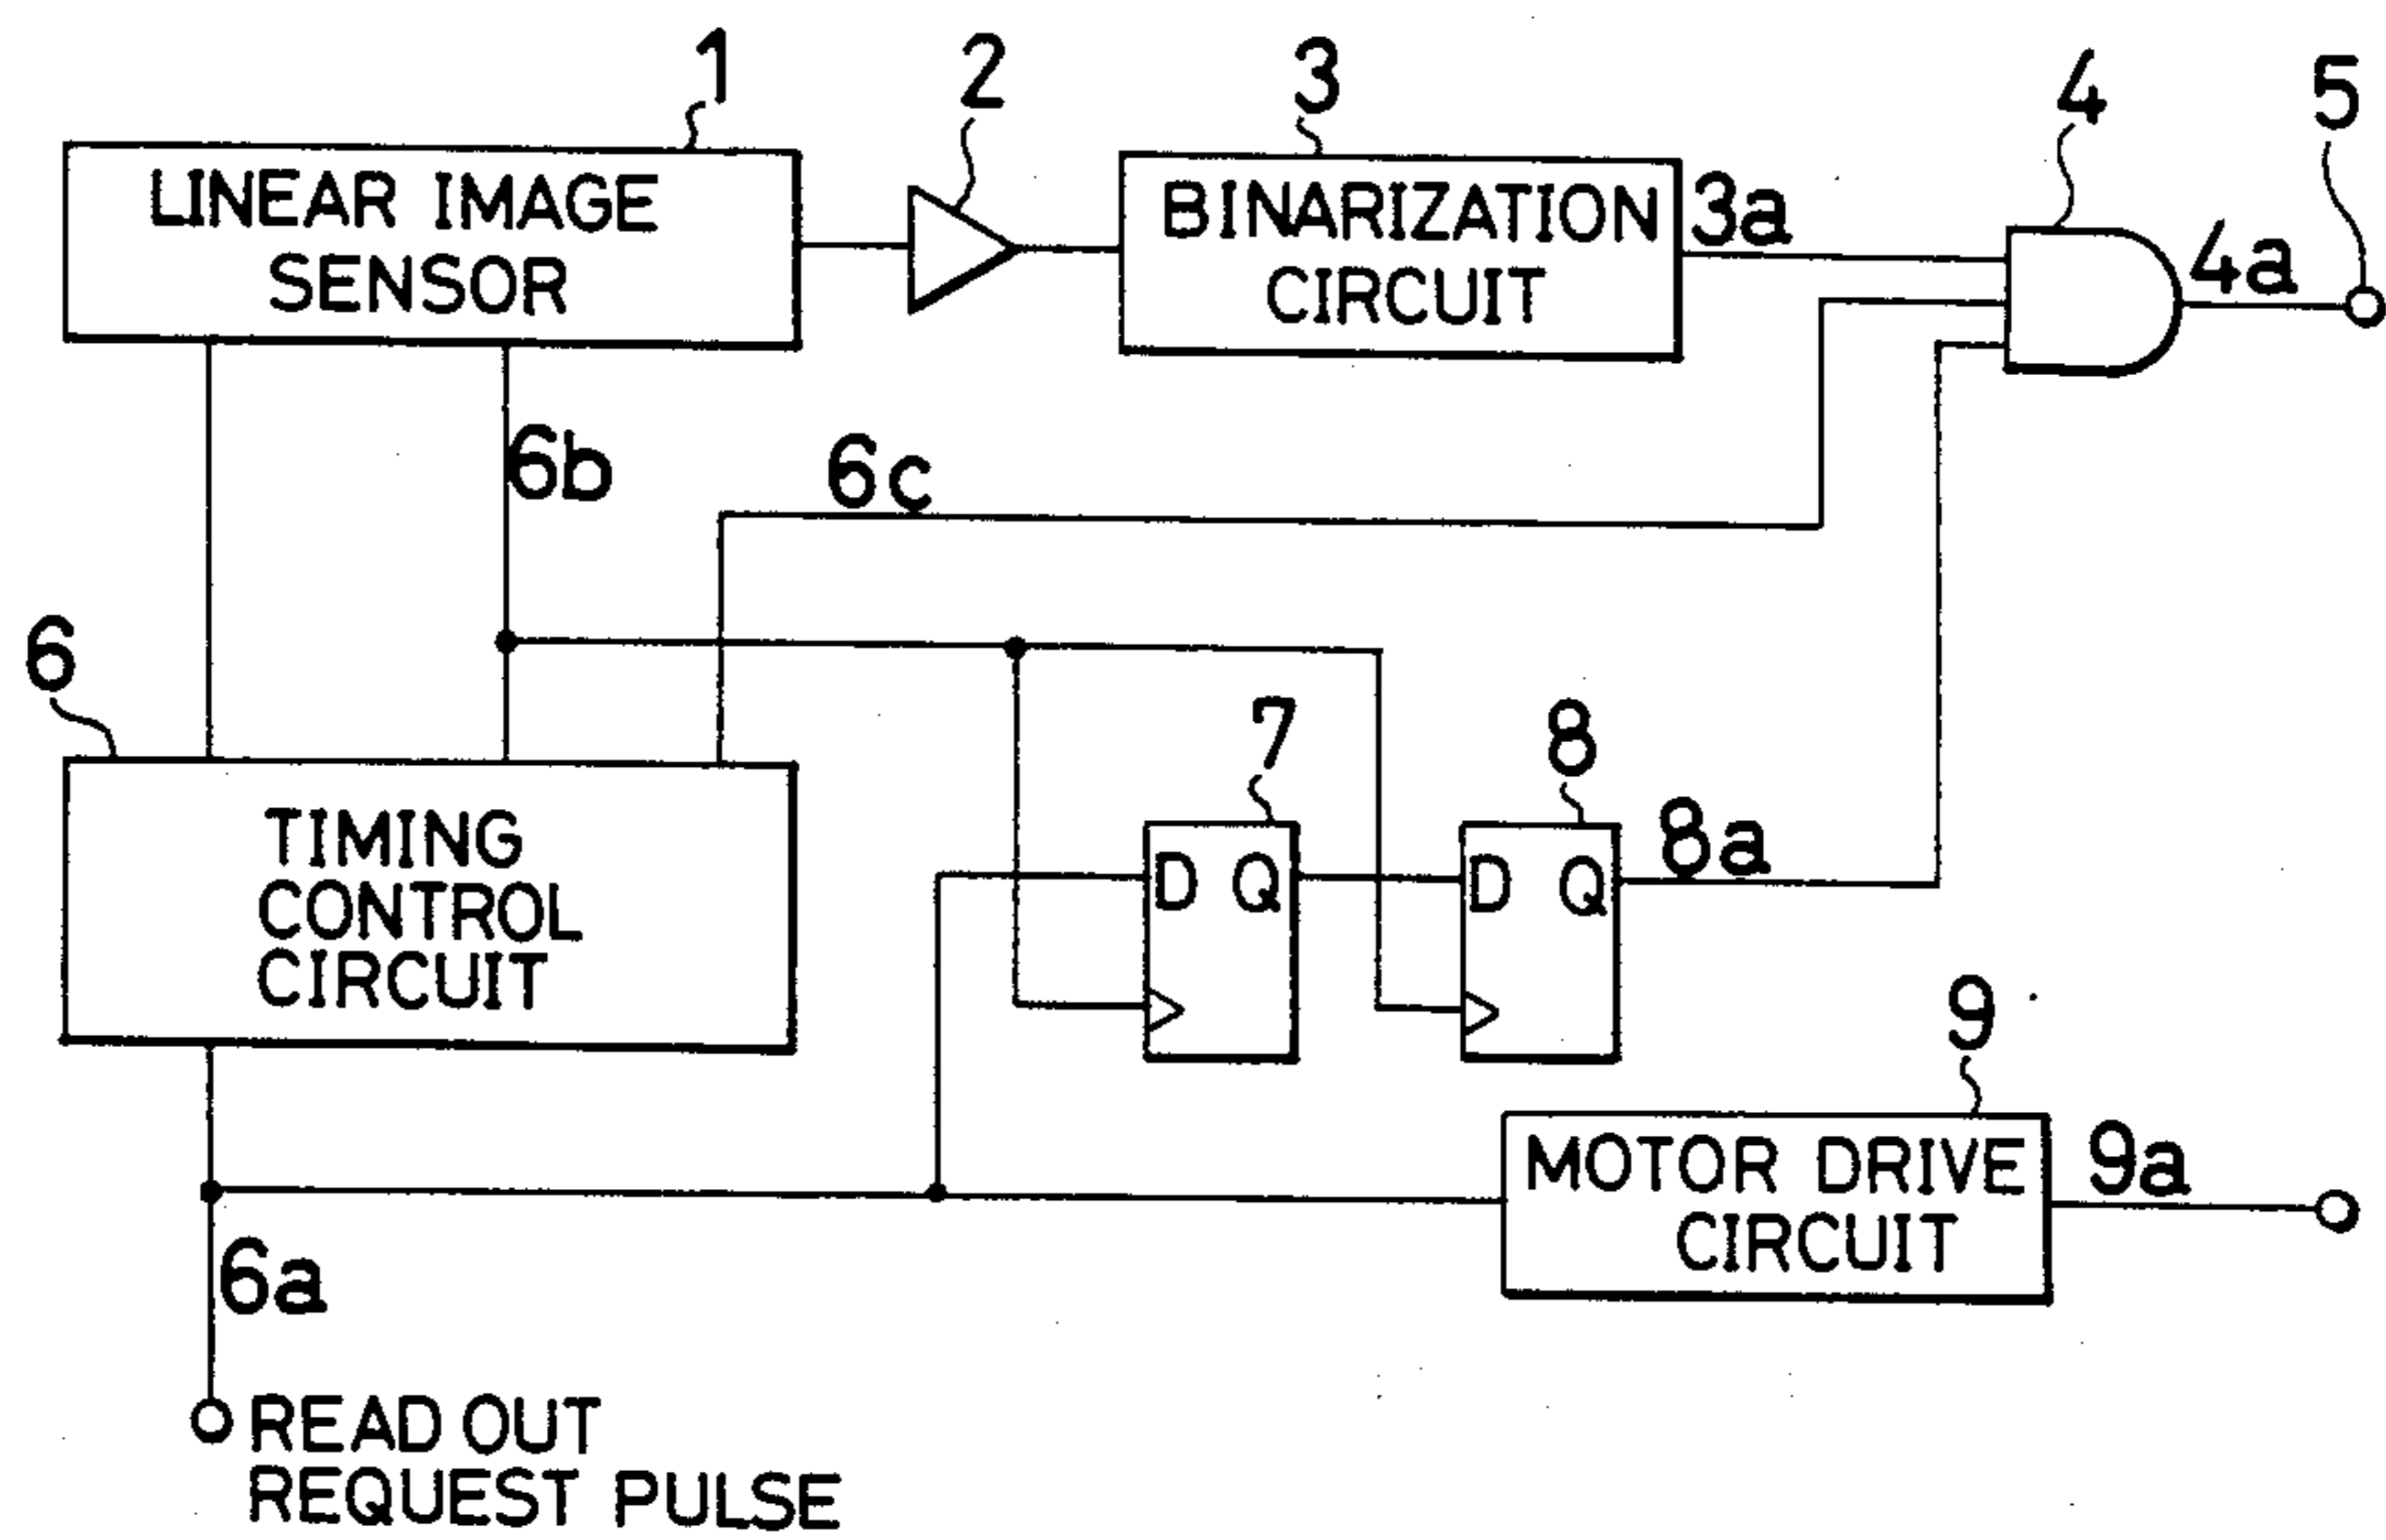 1
2
3
4
5
LINEAR IMAGE
SENSOR
BINARIZATION
CIRCUIT
3a
4a
6b
6c
6
7
8
TIMING
CONTROL
CIRCUIT
D Q
D Q
8a
9
MOTOR DRIVE
CIRCUIT
9a
6a
READ OUT
REQUEST PULSE